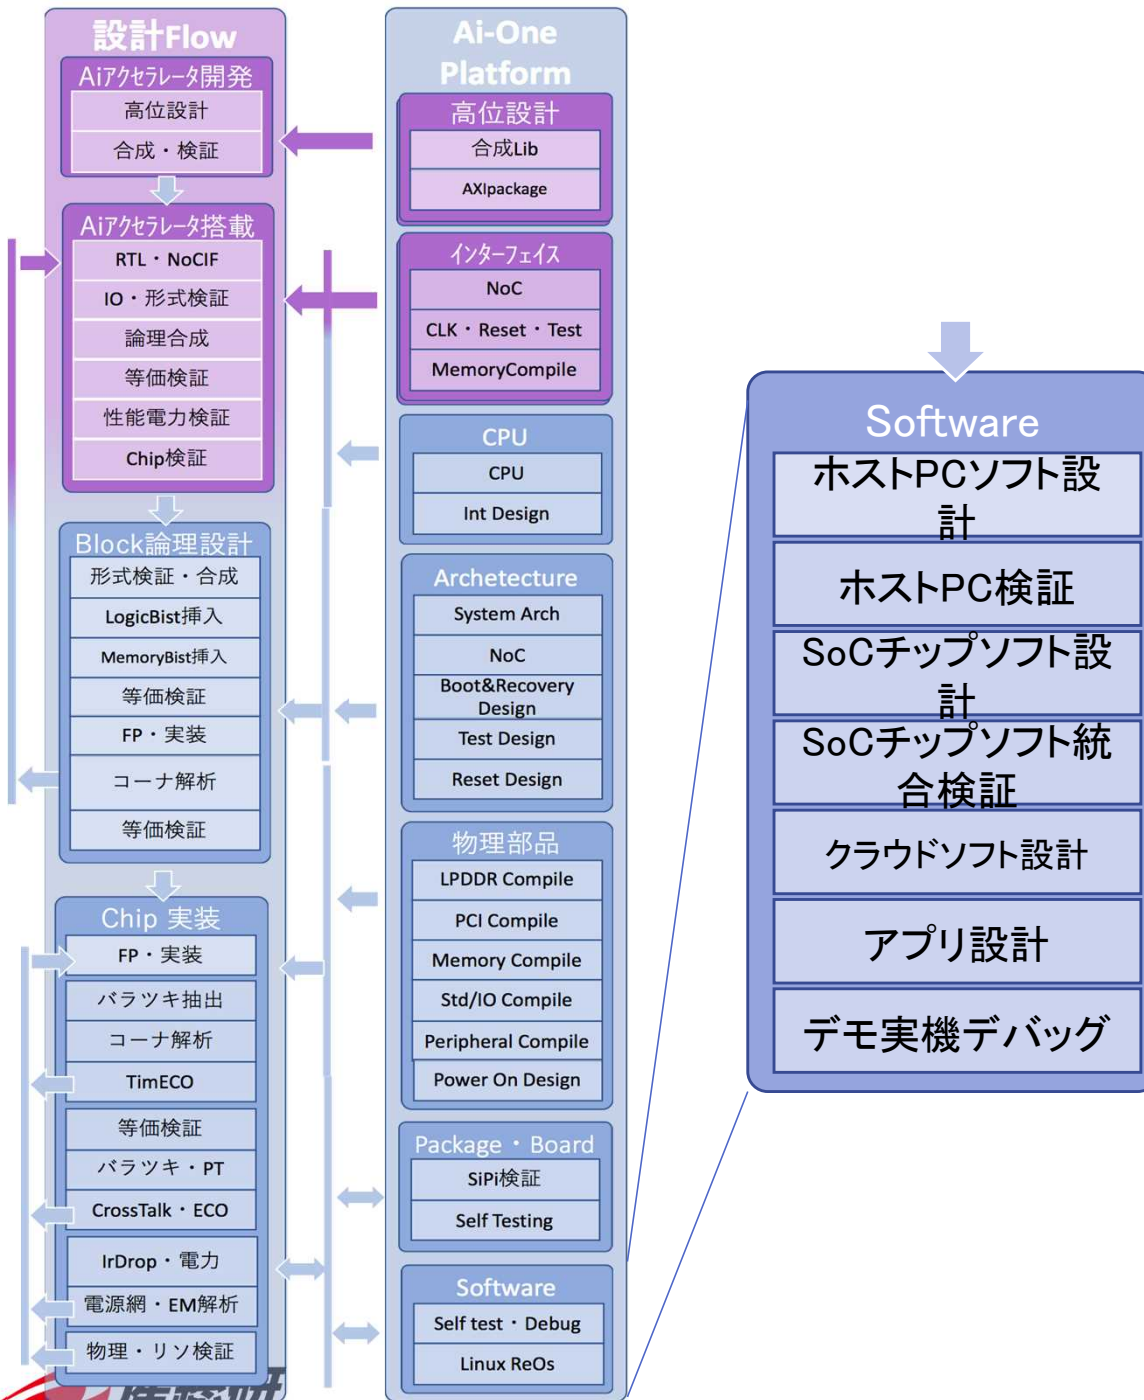 設計Flow
Aiアクセラレータ開発
高位設計
合成・検証
Aiアクセラレータ搭載
RTL・NoCIF
IO・形式検証
論理合成
等価検証
性能電力検証
Chip検証
Block論理設計
形式検証・合成
LogicBist挿入
MemoryBist挿入
等価検証
FP・実装
コーナ解析
等価検証
Chip 実装
FP・実装
バラツキ抽出
コーナ解析
TimECO
等価検証
バラツキ・PT
CrossTalk・ECO
IrDrop・電力
電源網・EM解析
物理・リソ検証
Ai-One
Platform
高位設計
合成Lib
AXIpackage
インターフェイス
NoC
CLK・Reset・Test
MemoryCompile
CPU
CPU
Int Design
Archetecture
System Arch
NoC
Boot&Recovery
Design
Test Design
Reset Design
物理部品
LPDDR Compile
PCI Compile
Memory Compile
Std/IO Compile
Peripheral Compile
Power On Design
Package・Board
SiPi検証
Self Testing
Software
Self test・Debug
Linux ReOs
Software
ホストPCソフト設
計
ホストPC検証
SoCチップソフト設
計
SoCチップソフト統
合検証
クラウドソフト設計
アプリ設計
デモ実機デバッグ